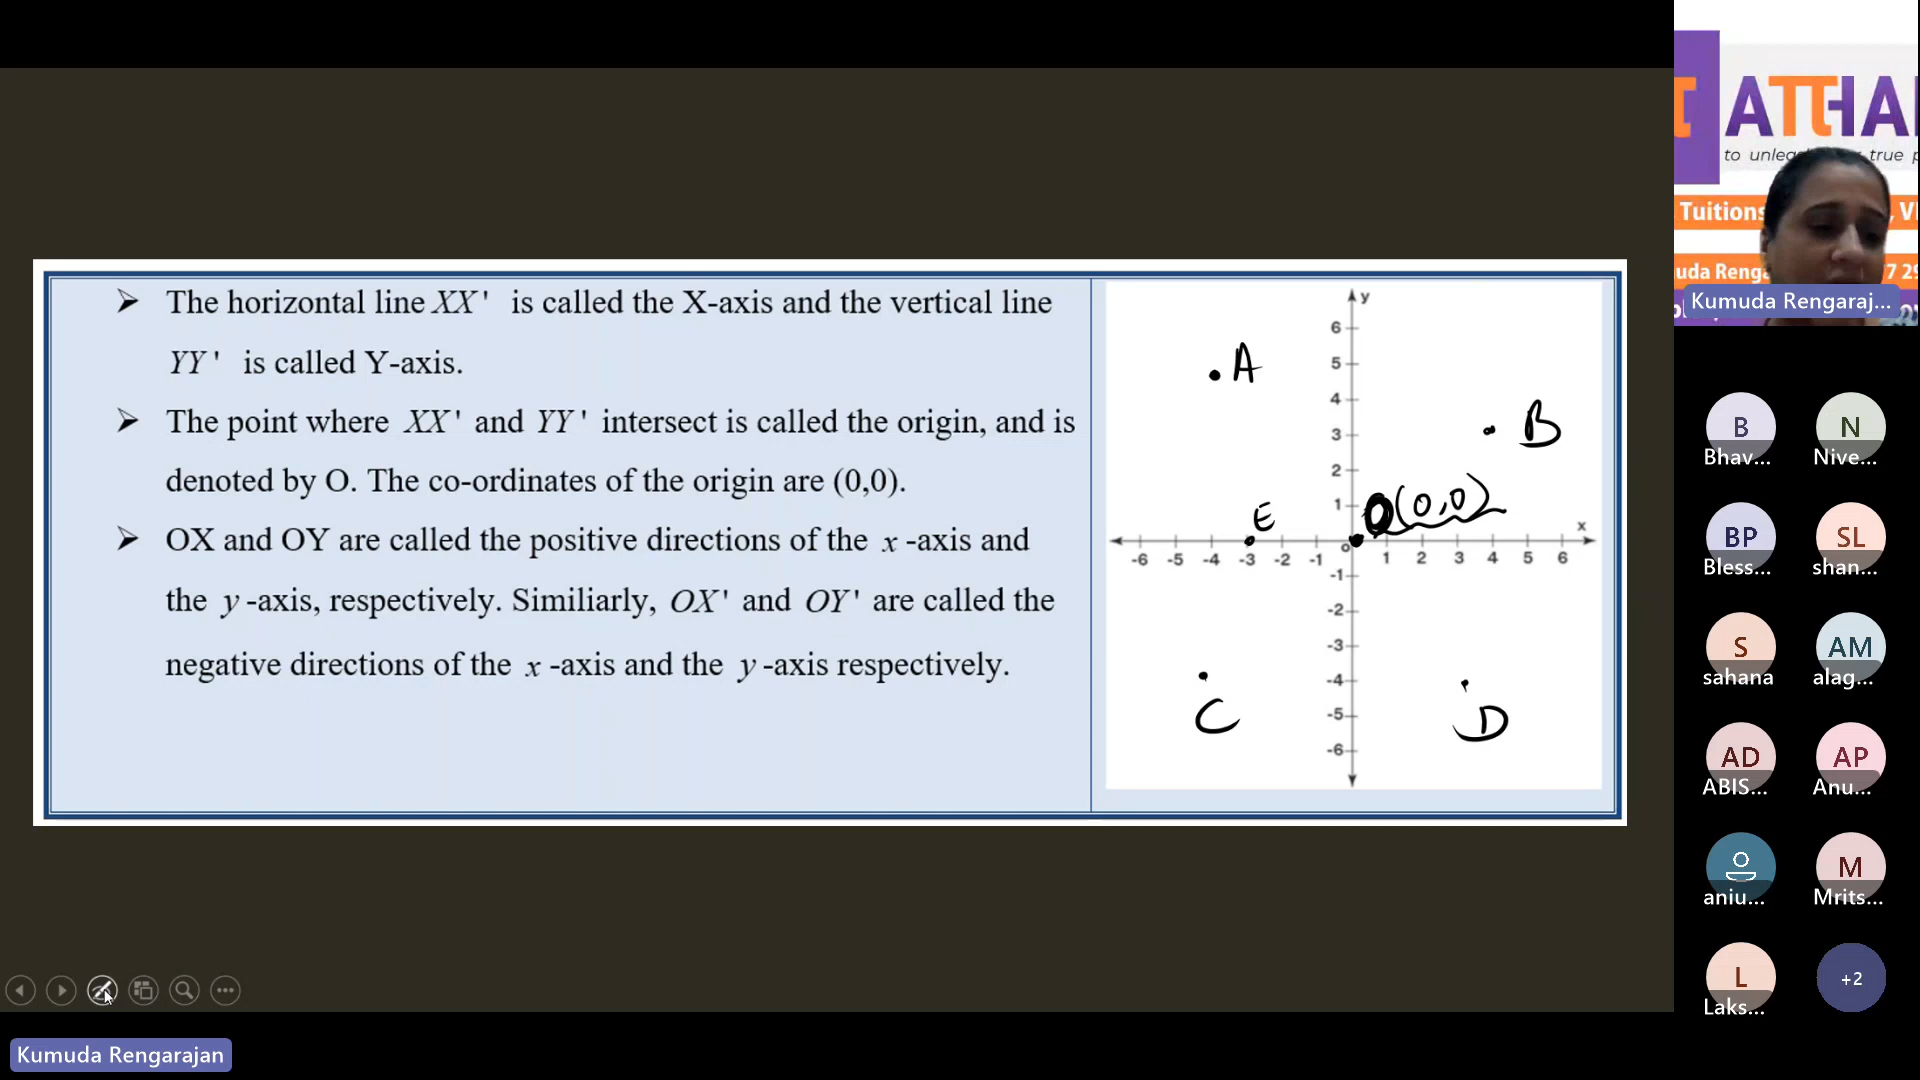 ➤ The horizontal line XX' is called the X-axis and the vertical line
YY' is called Y-axis.
➤ The point where XX' and YY' intersect is called the origin, and is
denoted by O. The co-ordinates of the origin are (0,0).
➤ OX and OY are called the positive directions of the x-axis and
the y-axis, respectively. Similiarly, OX' and OY' are called the
negative directions of the x-axis and the y-axis respectively.
y
6
5
A
4
3
B
2
1
O(0,0)
E
x
o
-6 -5 -4 -3 -2 -1 1 2 3 4 5 6
-1
-2
-3
-4
-5
-6
C
D
to true
Tuitions
Kumuda Rengaraj...
B
Bhav...
N
Nive...
BP
Bless...
SL
shan...
S
sahana
AM
alag...
AD
ABIS...
AP
Anu...
aniu...
M
Mrits...
L
Laks...
+2
Kumuda Rengarajan